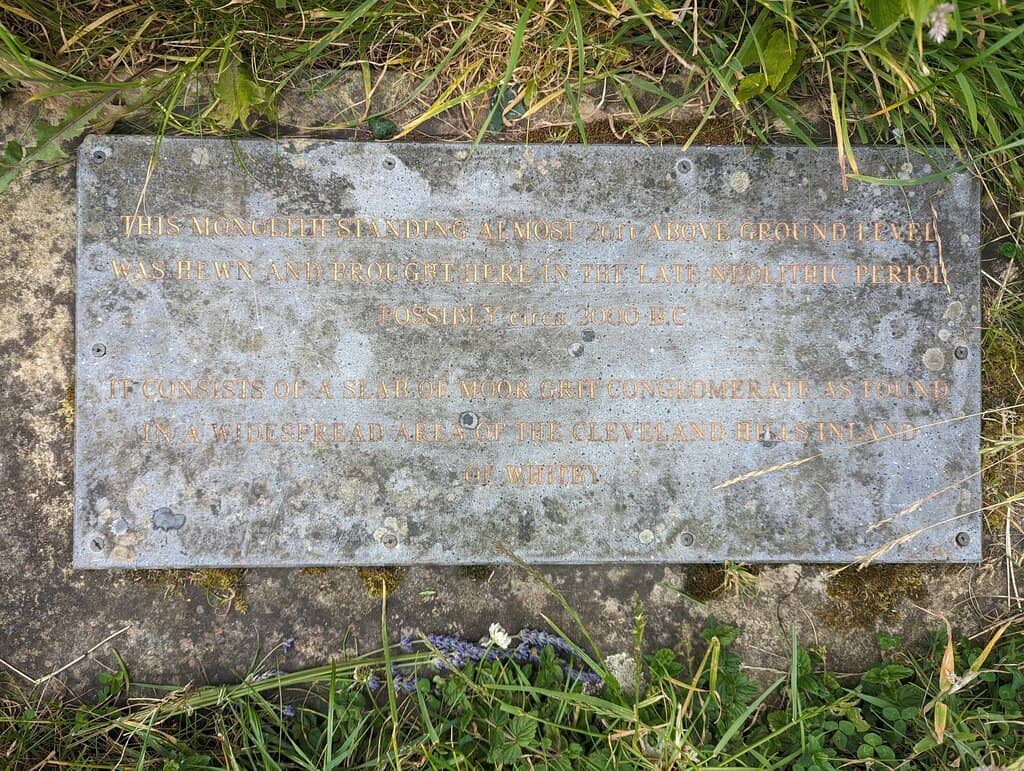 THIS MONOLITH STANDING ALMOST 26ft ABOVE GROUND LEVEL
WAS HEWN AND BROUGHT HERE IN THE LATE NEOLITHIC PERIOD
POSSIBLY circa 2000 B.C
IT CONSISTS OF A SLAB OF MOOR GRIT CONGLOMERATE AS FOUND
IN A WIDESPREAD AREA OF THE CLEVELAND HILLS INLAND
OF WHITBY